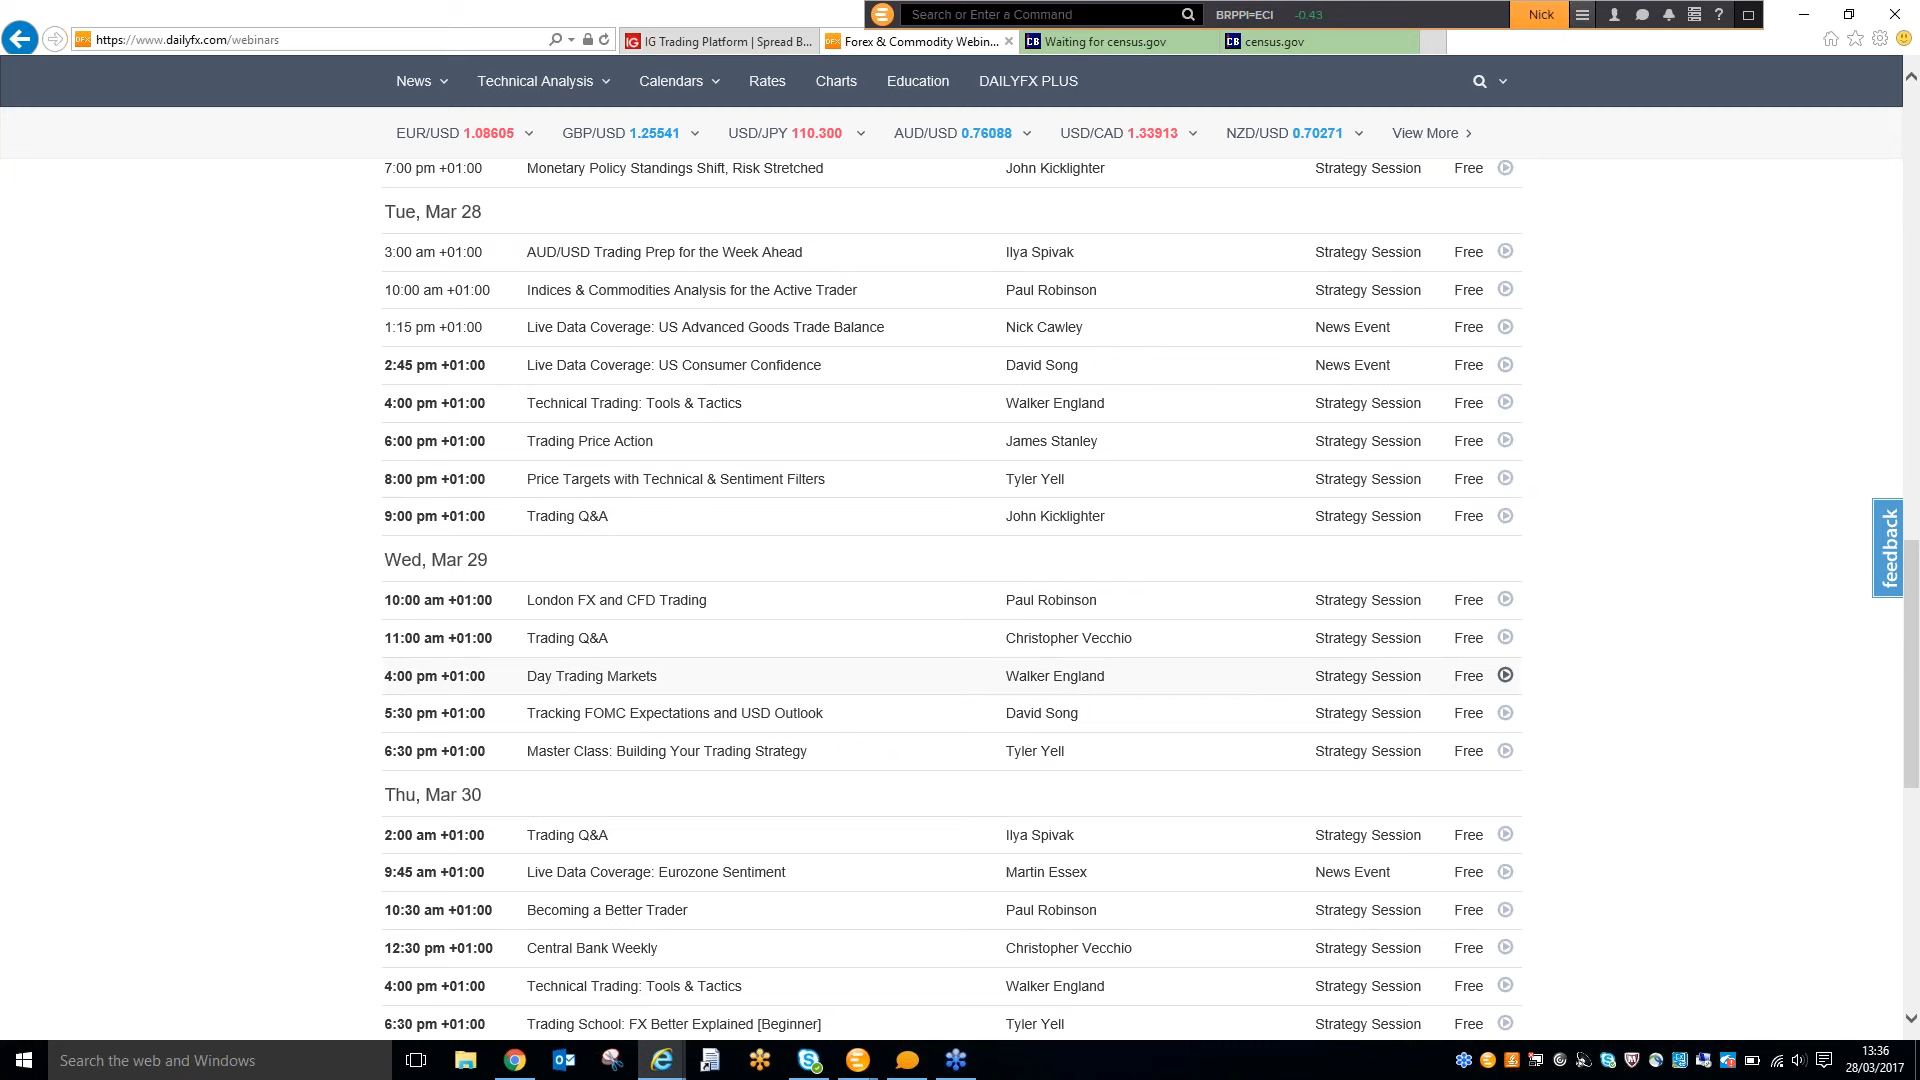 Search or Enter a Command BRPPI=ECI -0.43 Nick
https://www.dailyfx.com/webinars IG Trading Platform | Spread B... Forex & Commodity Webin... Waiting for census.gov census.gov
News Technical Analysis Calendars Rates Charts Education DAILYFX PLUS
EUR/USD 1.08605 GBP/USD 1.25541 USD/JPY 110.300 AUD/USD 0.76088 USD/CAD 1.33913 NZD/USD 0.70271 View More
7:00 pm +01:00 Monetary Policy Standings Shift, Risk Stretched John Kicklighter Strategy Session Free
Tue, Mar 28
3:00 am +01:00 AUD/USD Trading Prep for the Week Ahead Ilya Spivak Strategy Session Free
10:00 am +01:00 Indices & Commodities Analysis for the Active Trader Paul Robinson Strategy Session Free
1:15 pm +01:00 Live Data Coverage: US Advanced Goods Trade Balance Nick Cawley News Event Free
2:45 pm +01:00 Live Data Coverage: US Consumer Confidence David Song News Event Free
4:00 pm +01:00 Technical Trading: Tools & Tactics Walker England Strategy Session Free
6:00 pm +01:00 Trading Price Action James Stanley Strategy Session Free
8:00 pm +01:00 Price Targets with Technical & Sentiment Filters Tyler Yell Strategy Session Free
9:00 pm +01:00 Trading Q&A John Kicklighter Strategy Session Free
feedback
Wed, Mar 29
10:00 am +01:00 London FX and CFD Trading Paul Robinson Strategy Session Free
11:00 am +01:00 Trading Q&A Christopher Vecchio Strategy Session Free
4:00 pm +01:00 Day Trading Markets Walker England Strategy Session Free
5:30 pm +01:00 Tracking FOMC Expectations and USD Outlook David Song Strategy Session Free
6:30 pm +01:00 Master Class: Building Your Trading Strategy Tyler Yell Strategy Session Free
Thu, Mar 30
2:00 am +01:00 Trading Q&A Ilya Spivak Strategy Session Free
9:45 am +01:00 Live Data Coverage: Eurozone Sentiment Martin Essex News Event Free
10:30 am +01:00 Becoming a Better Trader Paul Robinson Strategy Session Free
12:30 pm +01:00 Central Bank Weekly Christopher Vecchio Strategy Session Free
4:00 pm +01:00 Technical Trading: Tools & Tactics Walker England Strategy Session Free
6:30 pm +01:00 Trading School: FX Better Explained [Beginner] Tyler Yell Strategy Session Free
Search the web and Windows
13:36
28/03/2017